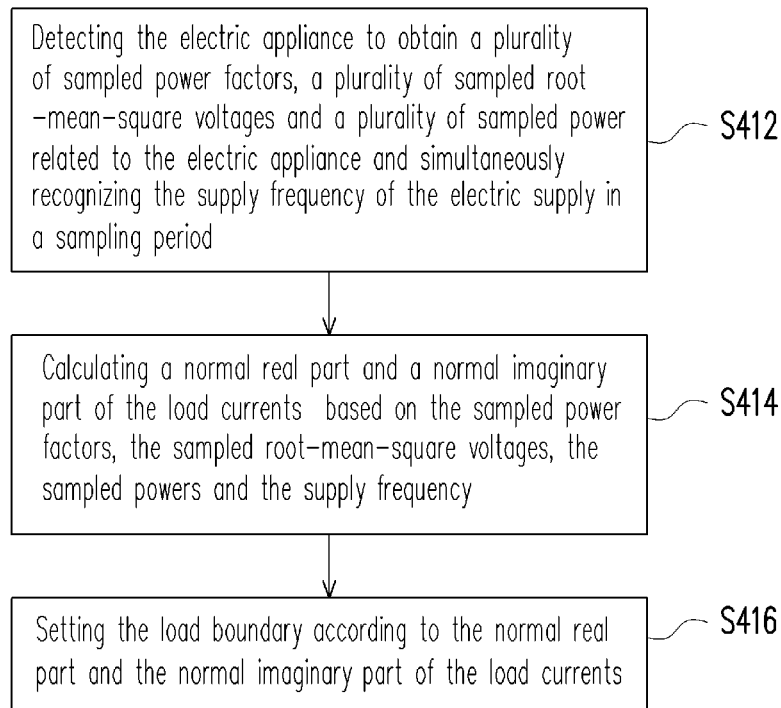 Detecting the electric appliance to obtain a plurality
of sampled power factors, a plurality of sampled root
-mean-square voltages and a plurality of sampled power
related to the electric appliance and simultaneously
recognizing the supply frequency of the electric supply in
a sampling period
S412
Calculating a normal real part and a normal imaginary
part of the load currents based on the sampled power
factors, the sampled root-mean-square voltages, the
sampled powers and the supply frequency
S414
Setting the load boundary according to the normal real
part and the normal imaginary part of the load currents
S416